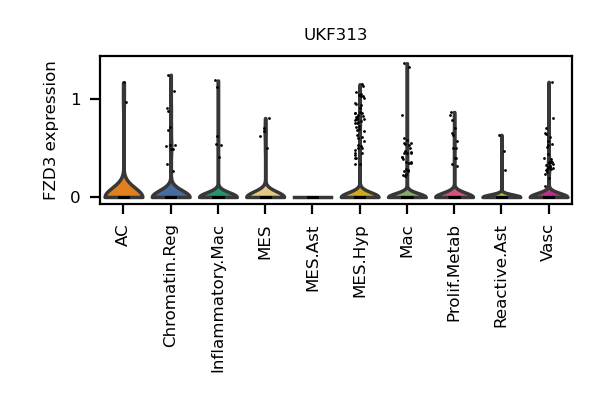 UKF313
FZD3 expression
1
0
AC
Chromatin.Reg
Inflammatory.Mac
MES
MES.Ast
MES.Hyp
Mac
Prolif.Metab
Reactive.Ast
Vasc